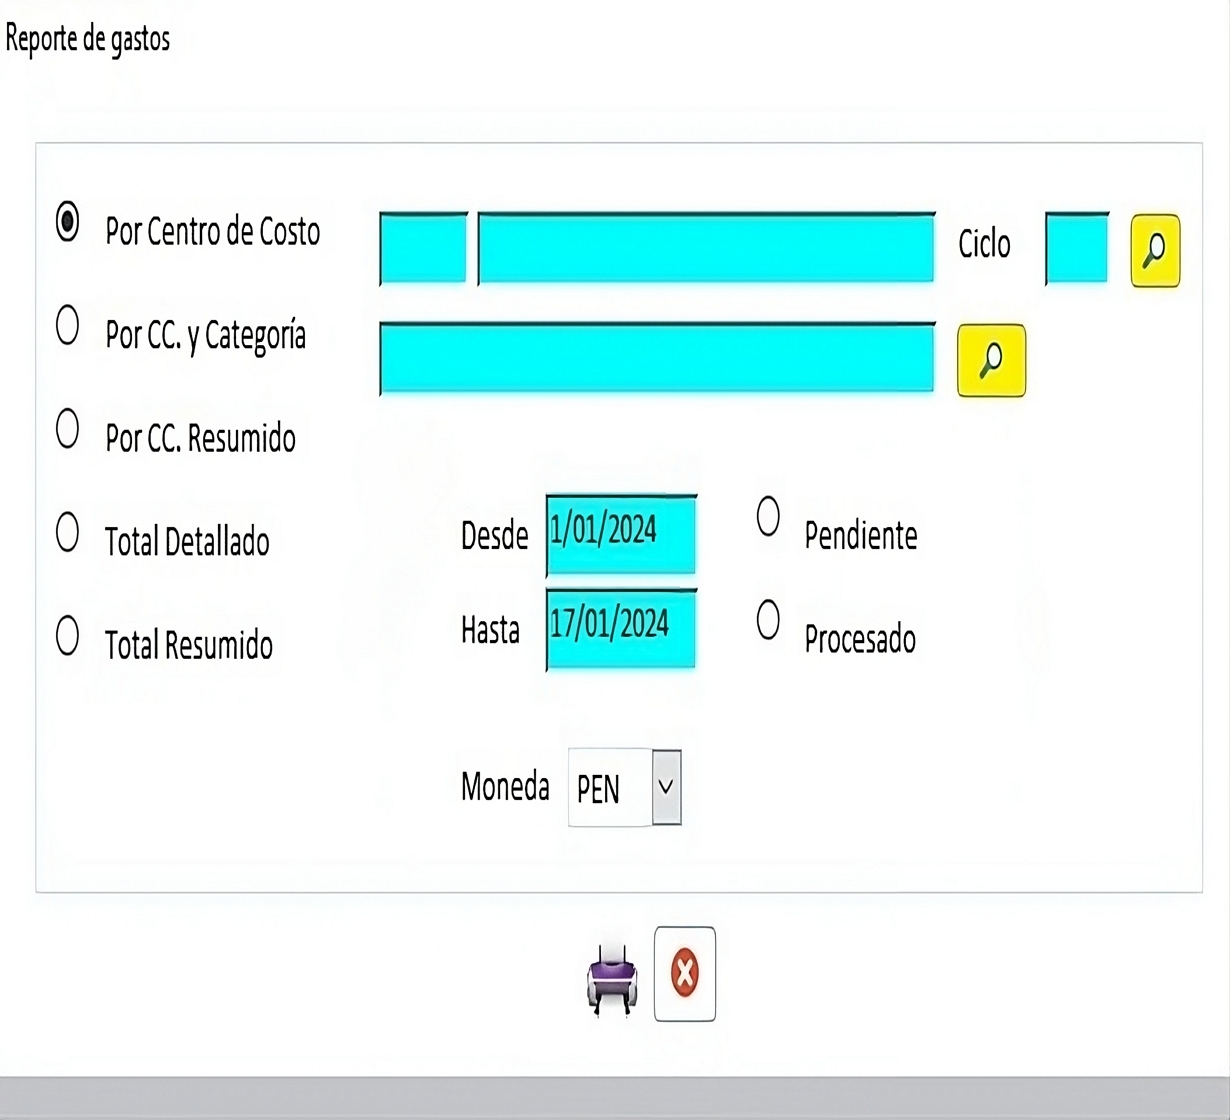 Reporte de gastos
Por Centro de Costo
Ciclo
Por CC. y Categoría
Por CC. Resumido
Total Detallado
Desde 1/01/2024
Pendiente
Hasta 17/01/2024
Procesado
Total Resumido
Moneda PEN